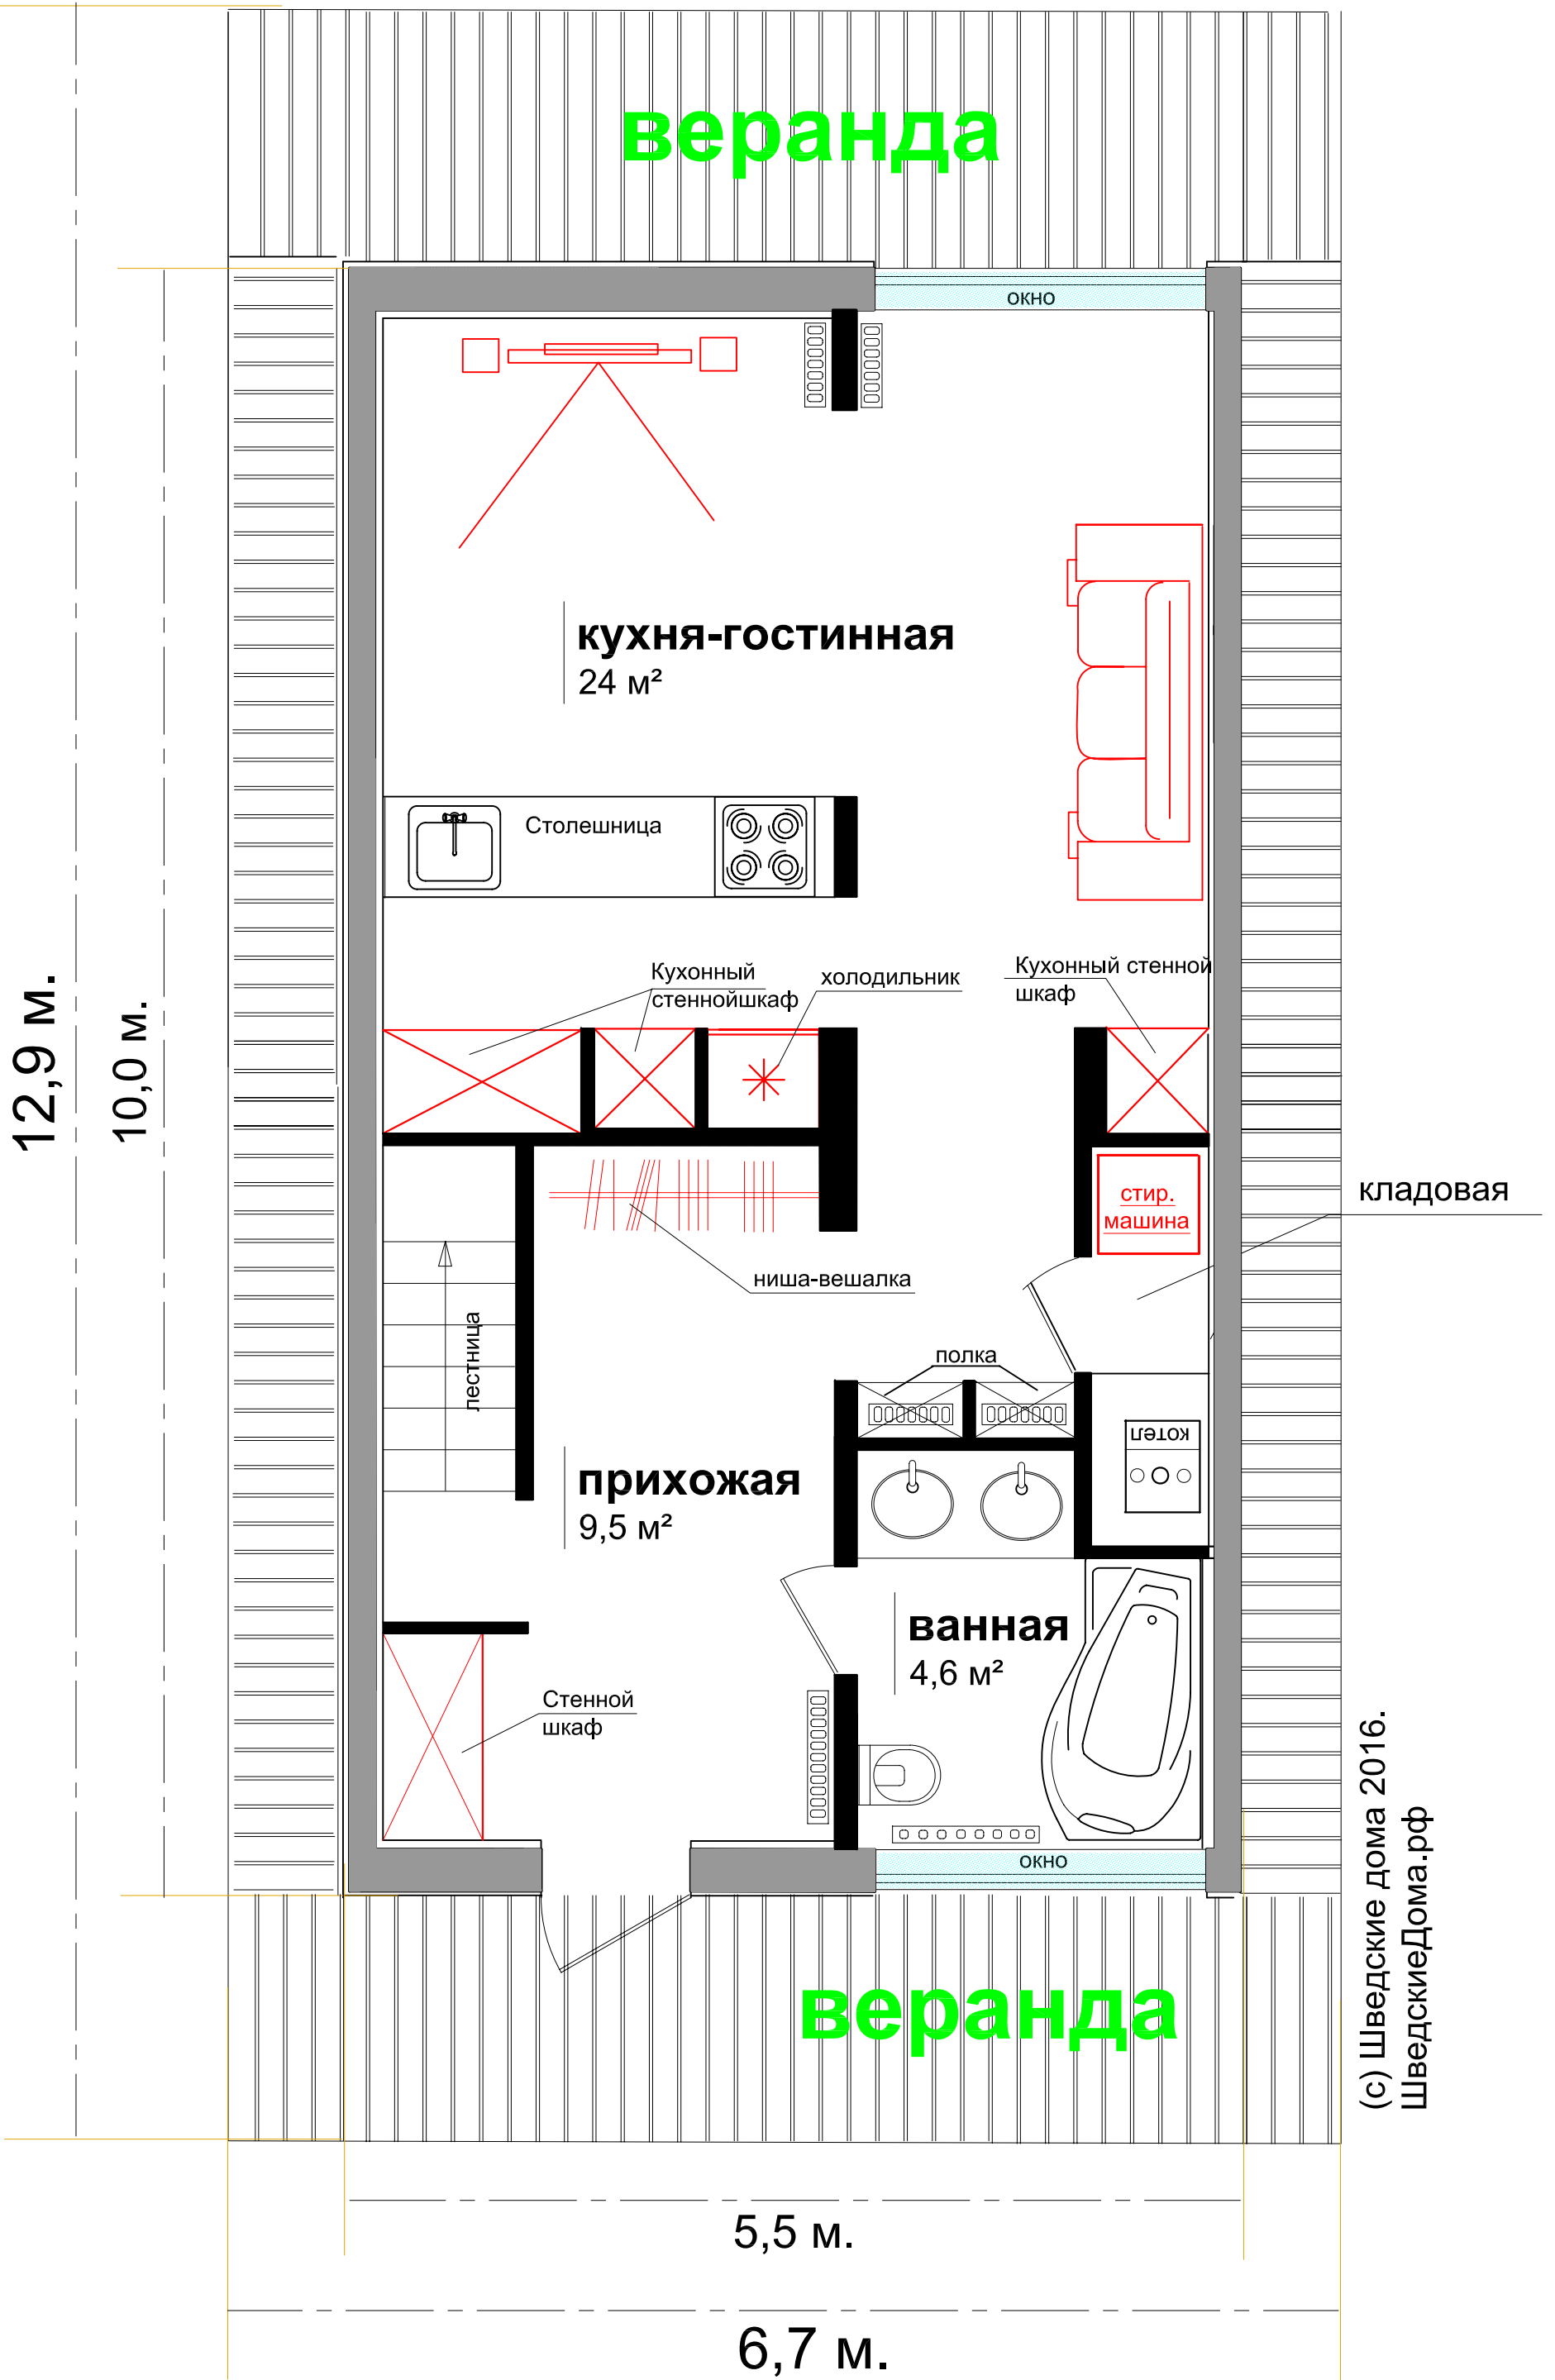 веранда
окно
кухня-гостинная
24 м²
Столешница
Кухонный
стеннойшкаф
холодильник
Кухонный стенной
шкаф
12,9 м.
10,0 м.
стир.
машина
кладовая
ниша-вешалка
лестница
полка
котел
прихожая
9,5 м²
ванная
4,6 м²
Стенной
шкаф
окно
(с) Шведские дома 2016.
ШведскиеДома.рф
веранда
5,5 м.
6,7 м.